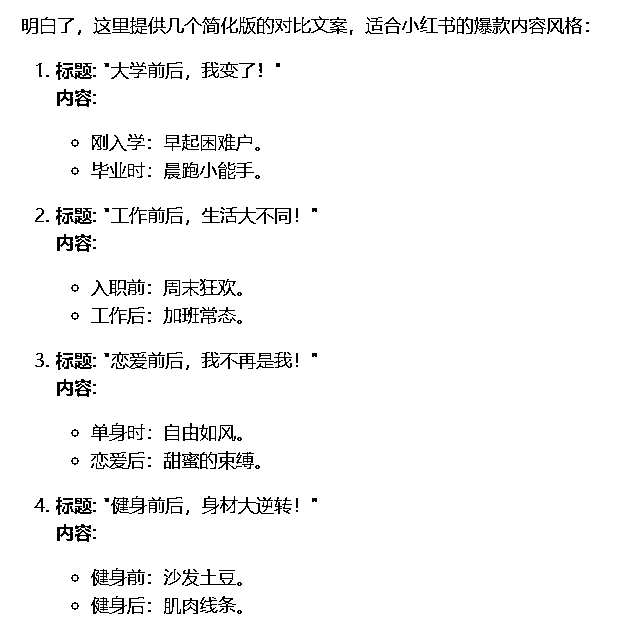 明白了，这里提供几个简化版的对比文案，适合小红书的爆款内容风格：
1. 标题: "大学前后，我变了！"
内容:
○ 刚入学：早起困难户。
○ 毕业时：晨跑小能手。
2. 标题: "工作前后，生活大不同！"
内容:
○ 入职前：周末狂欢。
○ 工作后：加班常态。
3. 标题: "恋爱前后，我不再是我！"
内容:
○ 单身时：自由如风。
○ 恋爱后：甜蜜的束缚。
4. 标题: "健身前后，身材大逆转！"
内容:
○ 健身前：沙发土豆。
○ 健身后：肌肉线条。